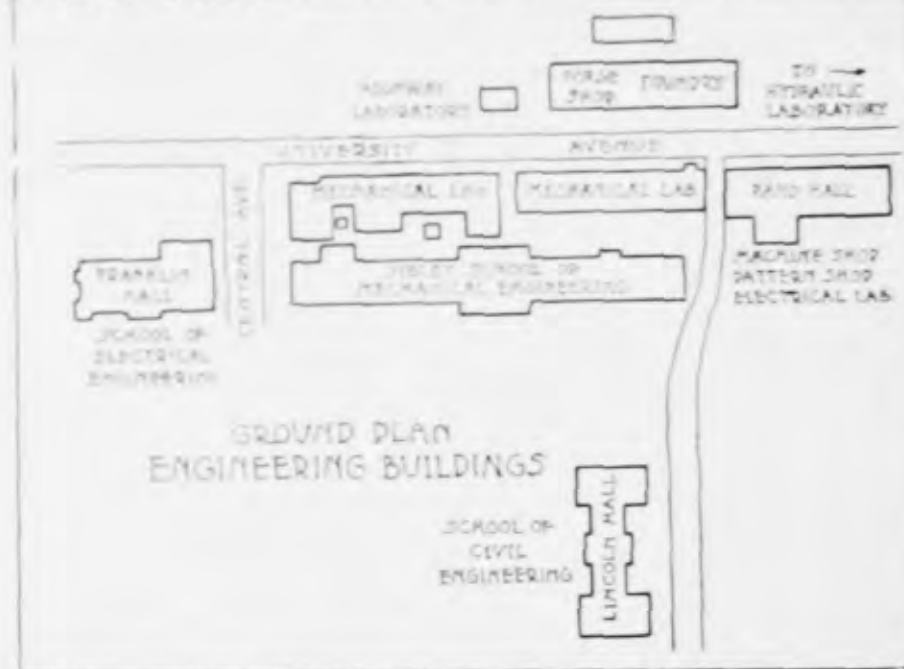 HIGHWAY
LABORATORY
FORGE
SHOP
FOUNDRY
TO
HYDRAULIC
LABORATORY
UNIVERSITY AVENUE
CENTRAL AVE
MECHANICAL LAB
MECHANICAL LAB
RAND HALL
MACHINE SHOP
PATTERN SHOP
ELECTRICAL LAB
FRANKLIN
HALL
SCHOOL OF
ELECTRICAL
ENGINEERING
SIBLEY SCHOOL OF
MECHANICAL ENGINEERING
GROUND PLAN
ENGINEERING BUILDINGS
SCHOOL OF
CIVIL
ENGINEERING
LINCOLN HALL